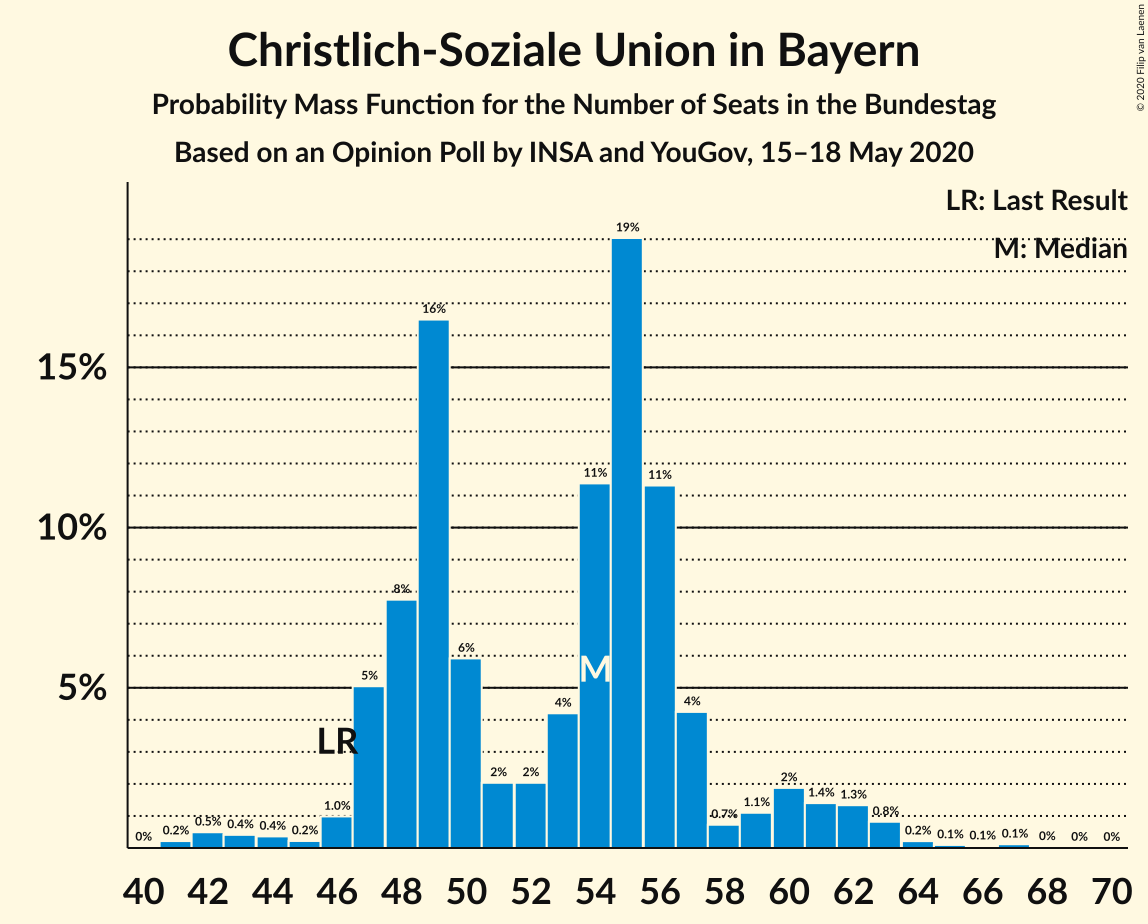 Christlich-Soziale Union in Bayern
Probability Mass Function for the Number of Seats in the Bundestag
Based on an Opinion Poll by INSA and YouGov, 15–18 May 2020
© 2020 Filip van Laenen
LR: Last Result
M: Median
19%
16%
15%
11% 11%
10%
8%
6%
5%
5%
M
4% 4%
LR
2% 2% 2%
1.4% 1.3%
1.0% 1.1%
0.7% 0.8%
0% 0.2% 0.5% 0.4% 0.4% 0.2% 0.2% 0.1% 0.1% 0.1% 0% 0% 0%
40 42 44 46 48 50 52 54 56 58 60 62 64 66 68 70